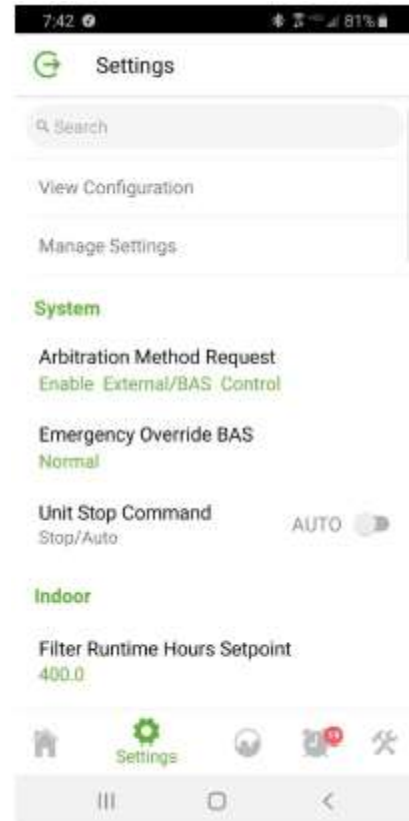 7:42 81%
Settings
Search
View Configuration
Manage Settings
System
Arbitration Method Request
Enable External/BAS Control
Emergency Override BAS
Normal
Unit Stop Command
AUTO
Stop/Auto
Indoor
Filter Runtime Hours Setpoint
400.0
Settings